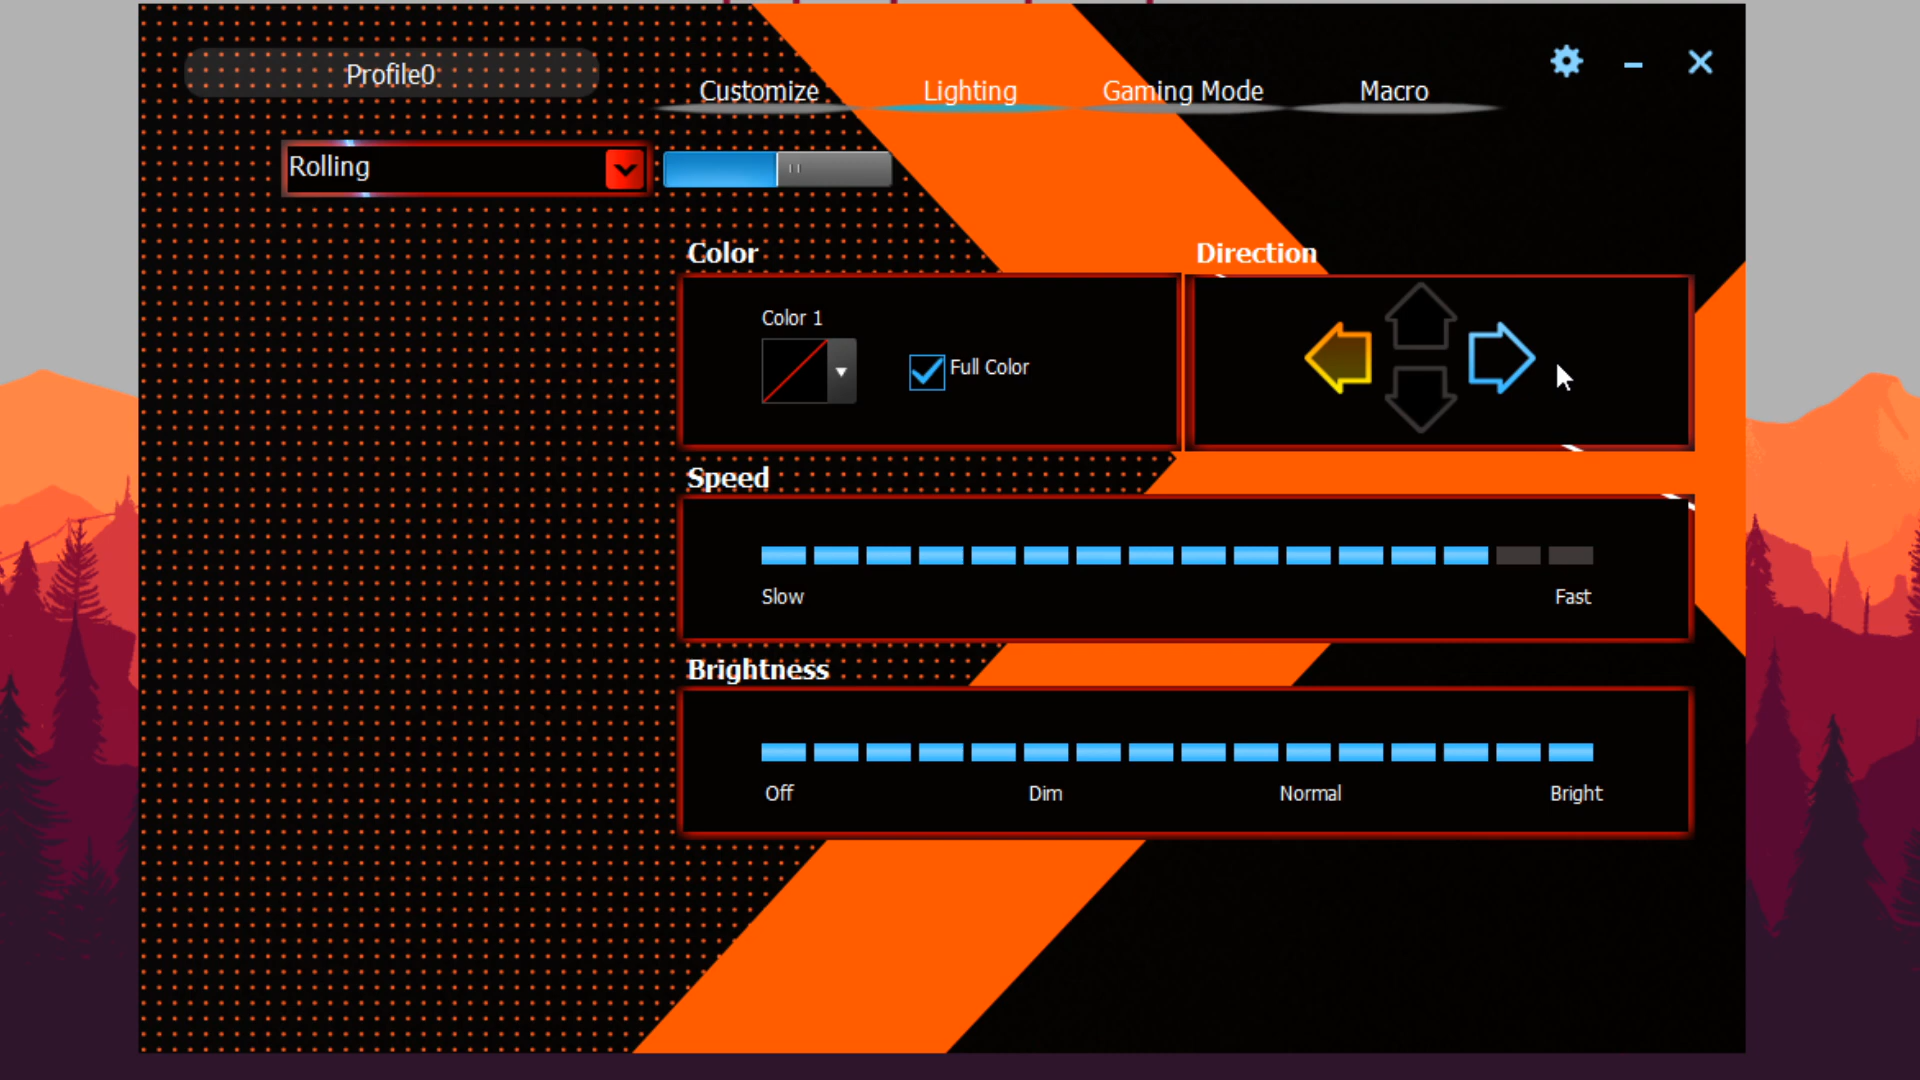 Profile0
Customize
Lighting
Gaming Mode
Macro
Rolling
Color
Direction
Color 1
Full Color
Speed
Slow
Fast
Brightness
Off
Dim
Normal
Bright